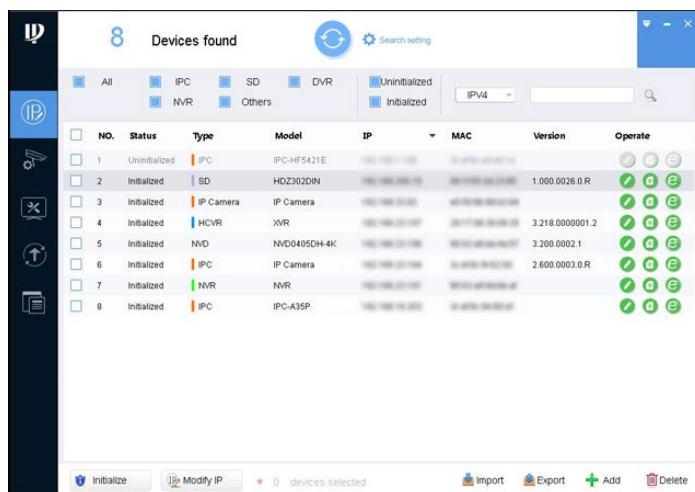 8 Devices found Search setting
All IPC SD DVR Uninitialized
NVR Others Initialized IPV4
NO. Status Type Model IP MAC Version Operate
1 Uninitialized IPC IPC-HF5421E
2 Initialized SD HDZ302DIN 1.000.0026.0.R
3 Initialized IP Camera IP Camera
4 Initialized HCVR XVR 3.218.0000001.2
5 Initialized NVD NVD0405DH-4K 3.200.0002.1
6 Initialized IPC IP Camera 2.600.0003.0.R
7 Initialized NVR NVR
8 Initialized IPC IPC-A35P
Initialize Modify IP * 0 devices selected Import Export Add Delete